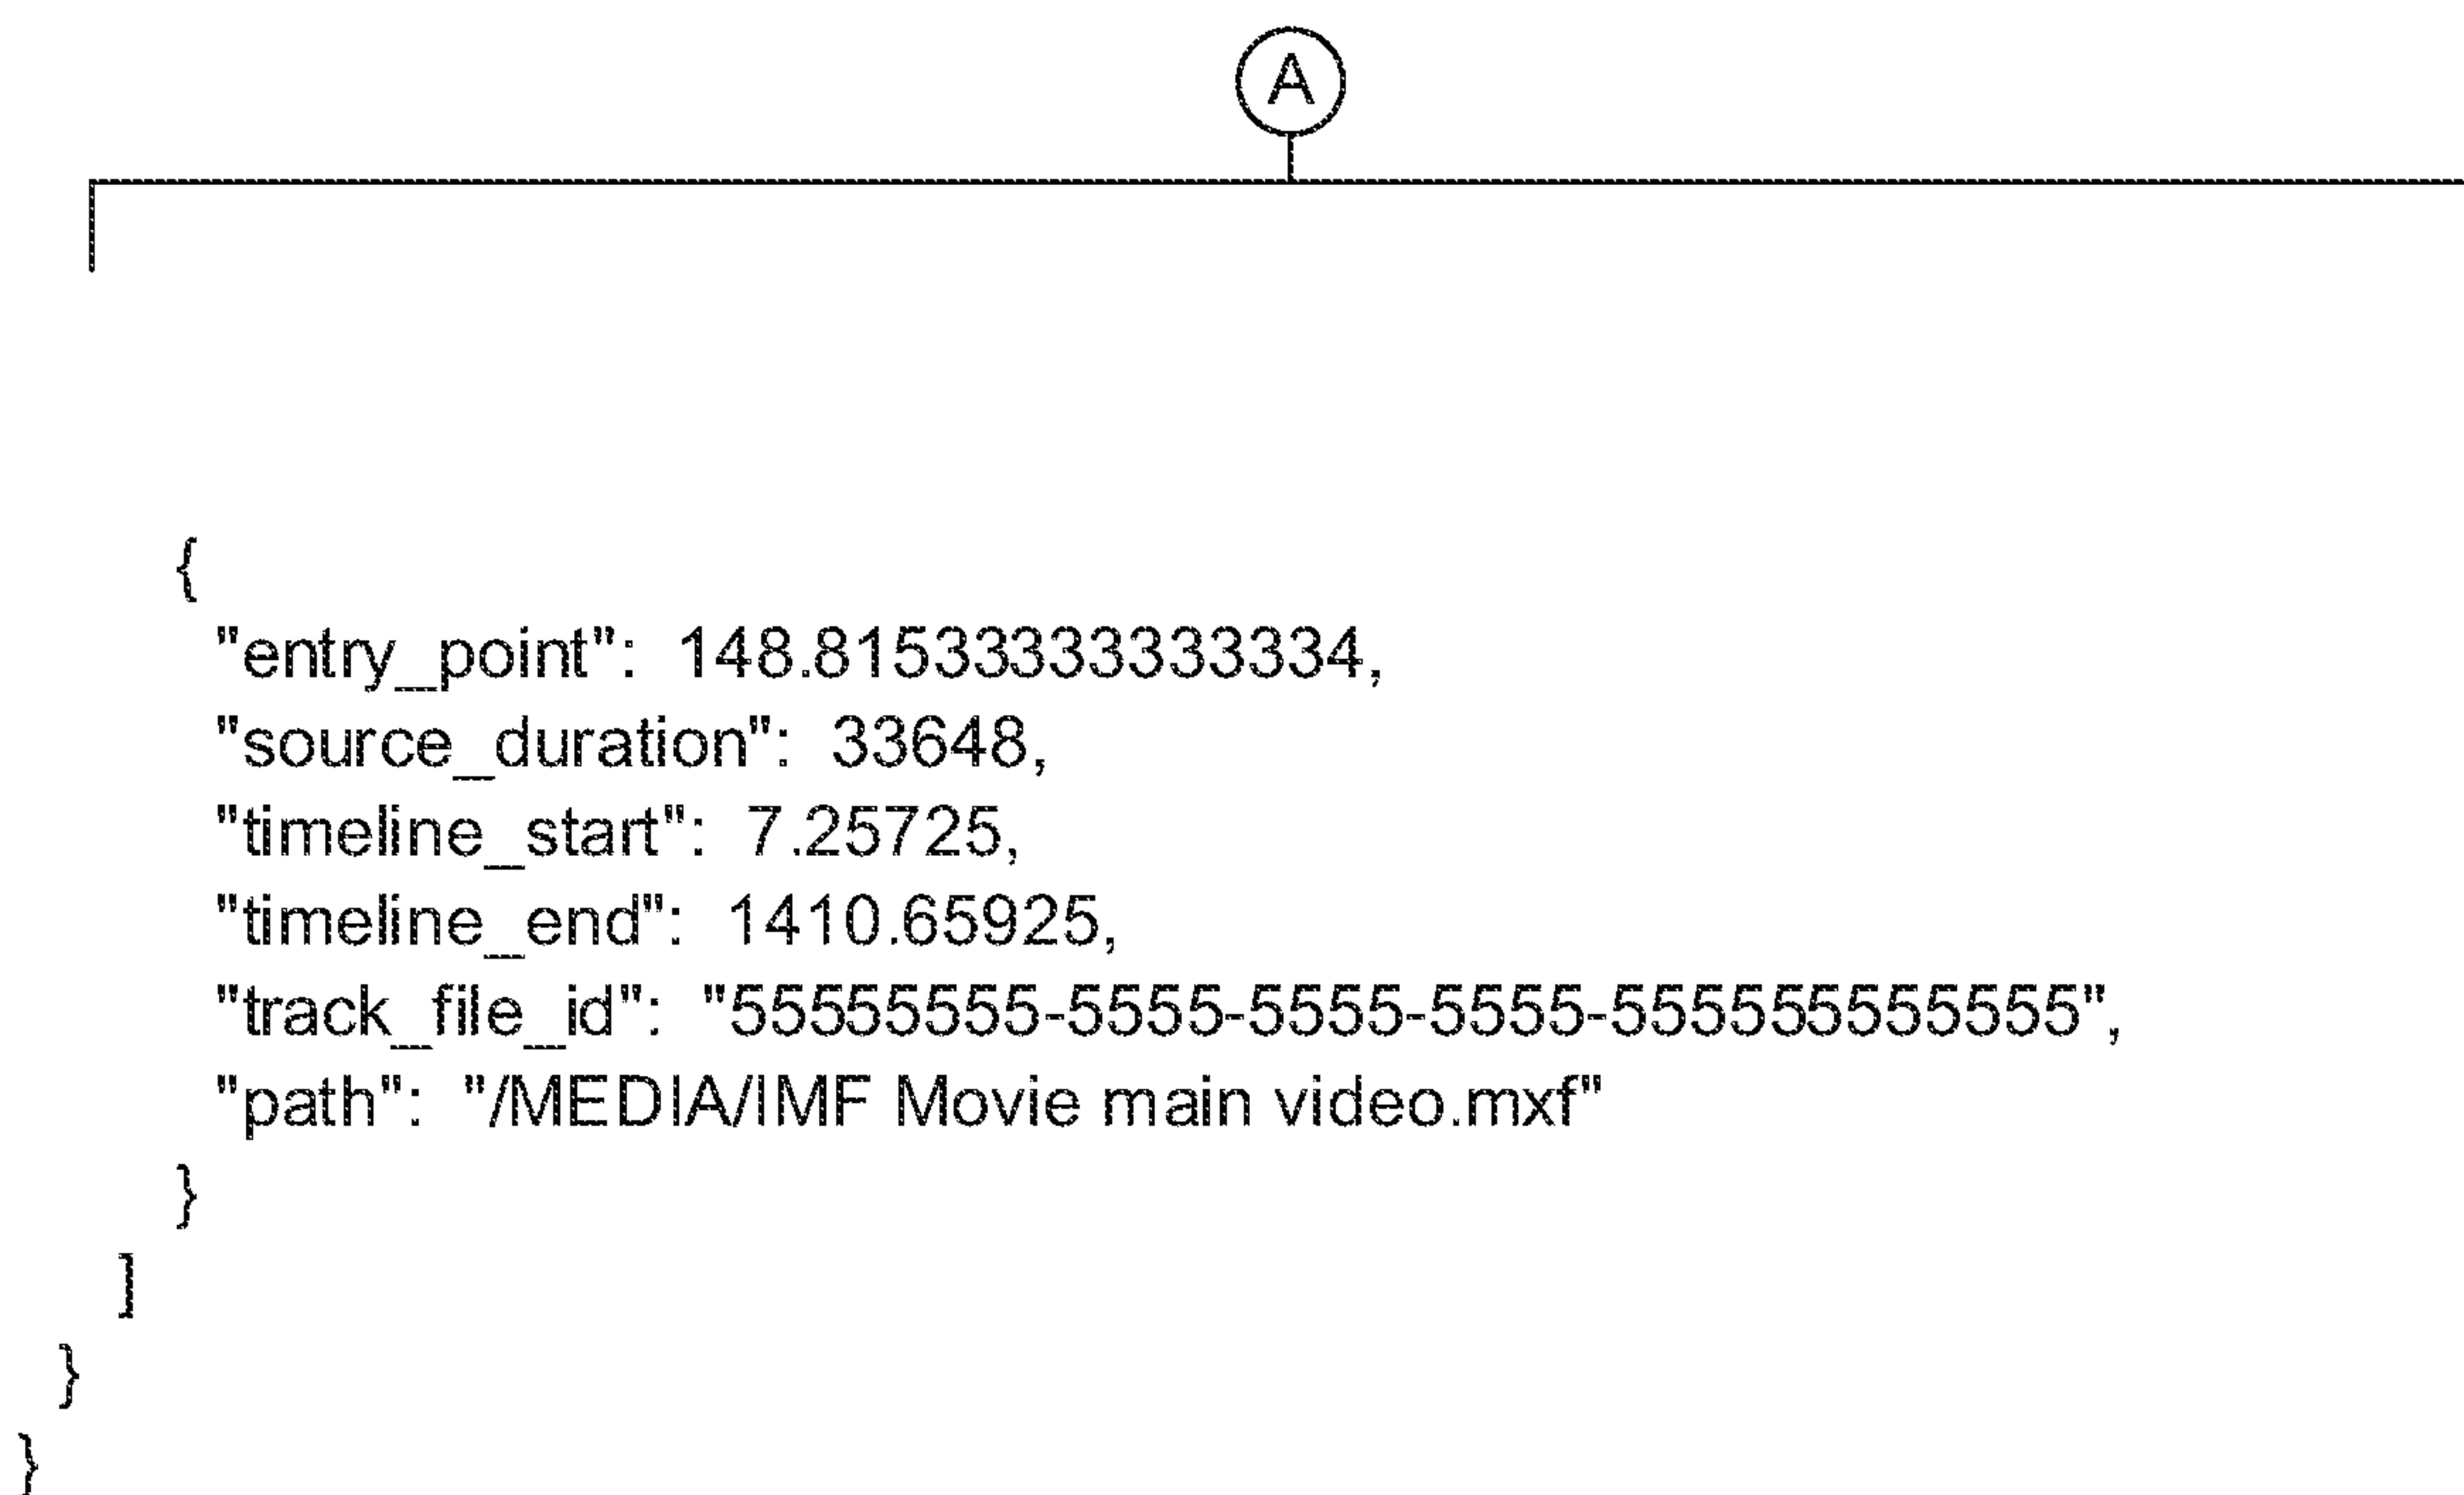 A
{
"entry_point": 148.81533333333334,
"source_duration": 33648,
"timeline_start": 7.25725,
"timeline_end": 1410.65925,
"track_file_id": "55555555-5555-5555-5555-555555555555",
"path": "/MEDIA/IMF Movie main video.mxf"
}
]
}
}